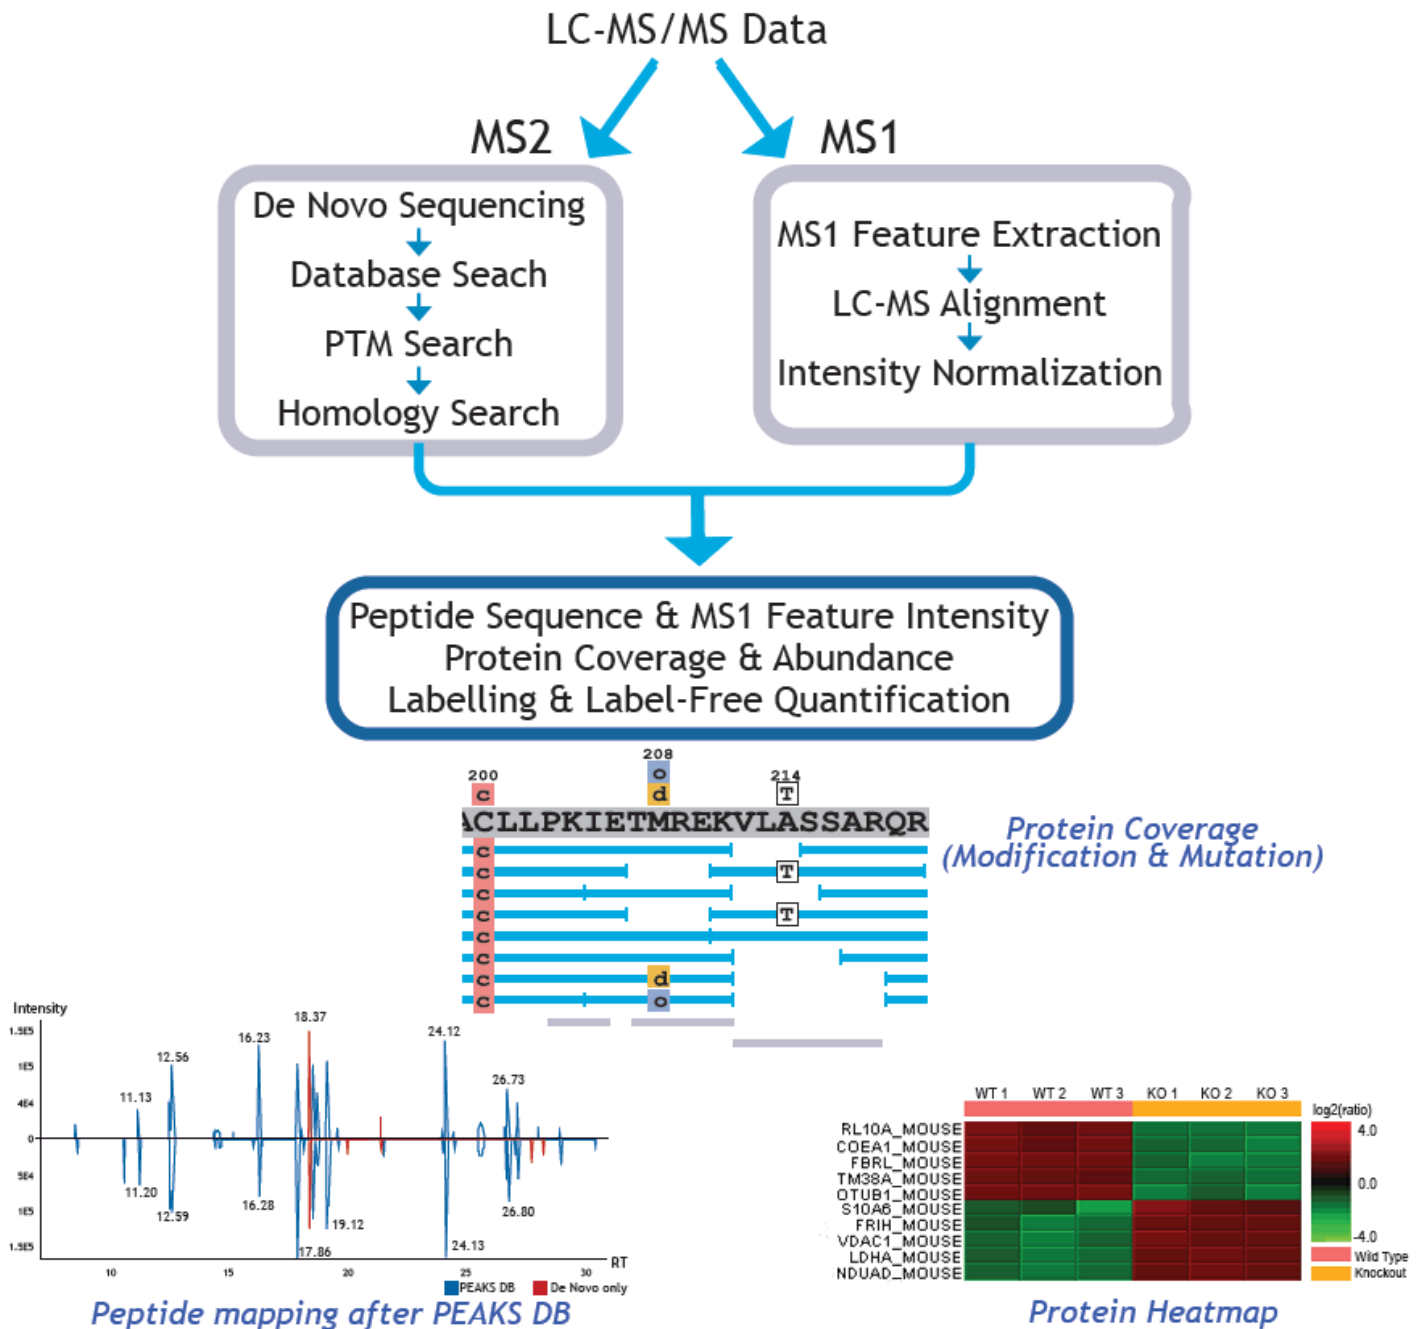 LC-MS/MS Data
MS2
MS1
De Novo Sequencing
Database Seach
PTM Search
Homology Search
MS1 Feature Extraction
LC-MS Alignment
Intensity Normalization
Peptide Sequence & MS1 Feature Intensity
Protein Coverage & Abundance
Labelling & Label-Free Quantification
208
200 o 214
c d T
ACLLPKIETMREKVLASSARQR
c
c T
c
c T
c
c
c d
c o
Protein Coverage
(Modification & Mutation)
Intensity
1.5E5
1E5
4E4
0
5E4
1E5
1.5E5
11.13
12.56
16.23
18.37
24.12
26.73
11.20
12.59
16.28
17.86
19.12
24.13
26.80
10 15 20 25 30
RT
PEAKS DB De Novo only
Peptide mapping after PEAKS DB
WT 1 WT 2 WT 3 KO 1 KO 2 KO 3
log2(ratio)
RL10A_MOUSE
COEA1_MOUSE
FBRL_MOUSE
TM38A_MOUSE
OTUB1_MOUSE
S10A6_MOUSE
FRIH_MOUSE
VDAC1_MOUSE
LDHA_MOUSE
NDUAD_MOUSE
4.0
0.0
-4.0
Wild Type
Knockout
Protein Heatmap